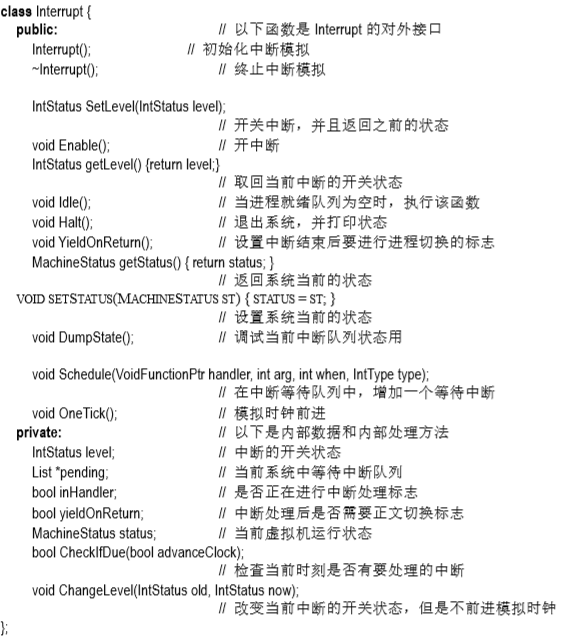 class Interrupt {
public: // 以下函数是 Interrupt 的对外接口
Interrupt(); // 初始化中断模拟
~Interrupt(); // 终止中断模拟
IntStatus SetLevel(IntStatus level);
// 开关中断，并且返回之前的状态
void Enable(); // 开中断
IntStatus getLevel() {return level;}
// 取回当前中断的开关状态
void Idle(); // 当进程就绪队列为空时，执行该函数
void Halt(); // 退出系统，并打印状态
void YieldOnReturn(); // 设置中断结束后要进行进程切换的标志
MachineStatus getStatus() { return status; }
// 返回系统当前的状态
VOID SETSTATUS(MACHINESTATUS ST) { STATUS = ST; }
// 设置系统当前的状态
void DumpState(); // 调试当前中断队列状态用
void Schedule(VoidFunctionPtr handler, int arg, int when, IntType type);
// 在中断等待队列中，增加一个等待中断
void OneTick(); // 模拟时钟前进
private: // 以下是内部数据和内部处理方法
IntStatus level; // 中断的开关状态
List *pending; // 当前系统中等待中断队列
bool inHandler; // 是否正在进行中断处理标志
bool yieldOnReturn; // 中断处理后是否需要正文切换标志
MachineStatus status; // 当前虚拟机运行状态
bool CheckIfDue(bool advanceClock);
// 检查当前时刻是否有要处理的中断
void ChangeLevel(IntStatus old, IntStatus now);
// 改变当前中断的开关状态，但是不前进模拟时钟
};